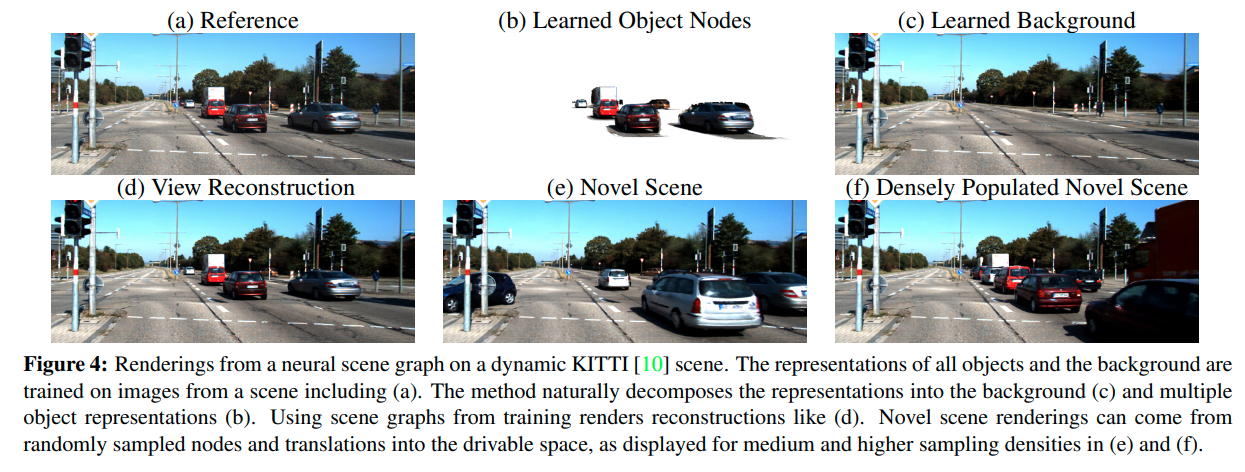 (a) Reference
(b) Learned Object Nodes
(c) Learned Background
(d) View Reconstruction
(e) Novel Scene
(f) Densely Populated Novel Scene
Figure 4: Renderings from a neural scene graph on a dynamic KITTI [10] scene. The representations of all objects and the background are
trained on images from a scene including (a). The method naturally decomposes the representations into the background (c) and multiple
object representations (b). Using scene graphs from training renders reconstructions like (d). Novel scene renderings can come from
randomly sampled nodes and translations into the drivable space, as displayed for medium and higher sampling densities in (e) and (f).